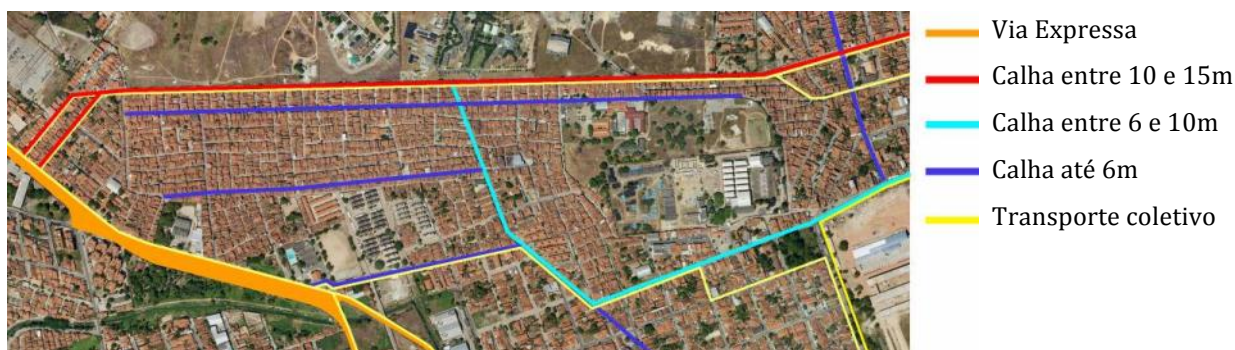 Via Expressa
Calha entre 10 e 15m
Calha entre 6 e 10m
Calha até 6m
Transporte coletivo